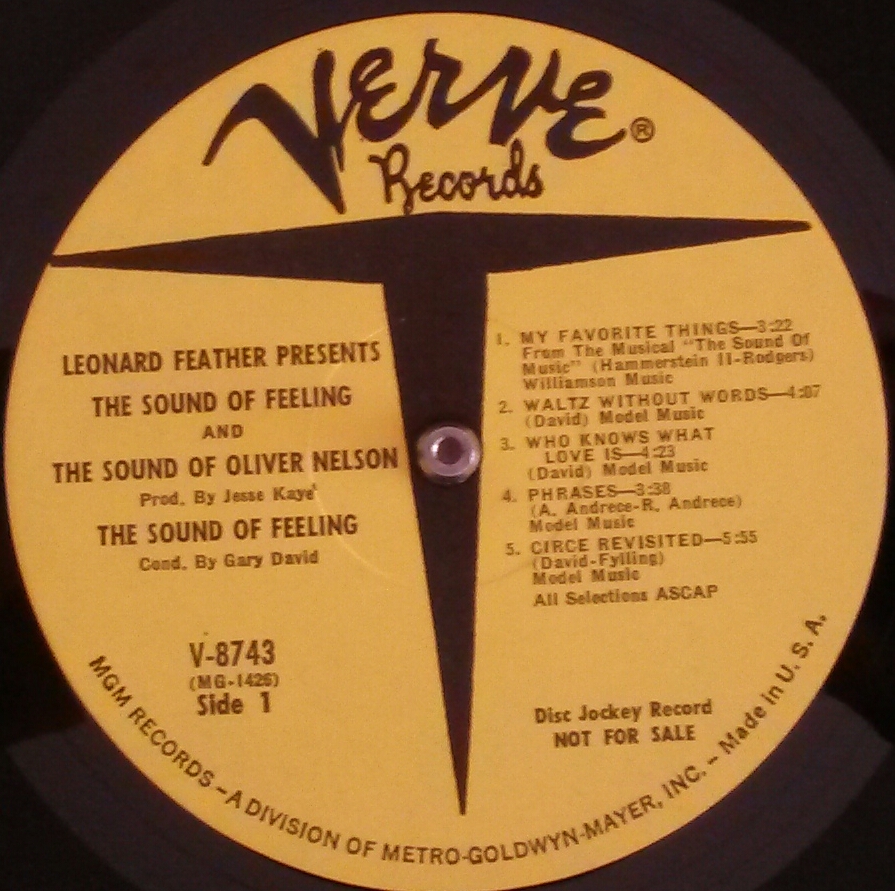 Verve®
Records
LEONARD FEATHER PRESENTS
THE SOUND OF FEELING
AND
THE SOUND OF OLIVER NELSON
Prod. By Jesse Kaye'
THE SOUND OF FEELING
Cond. By Gary David
V-8743
(MG-1426)
Side 1
1. MY FAVORITE THINGS—3:22
From The Musical "The Sound Of
Music" (Hammerstein II-Rodgers)
Williamson Music
2. WALTZ WITHOUT WORDS—4:07
(David) Model Music
3. WHO KNOWS WHAT
LOVE IS—4:23
(David) Model Music
4. PHRASES—3:38
(A. Andrece-R. Andrece)
Model Music
5. CIRCE REVISITED—5:55
(David-Fylling)
Model Music
All Selections ASCAP
Disc Jockey Record
NOT FOR SALE
MGM RECORDS – A DIVISION OF METRO-GOLDWYN-MAYER, INC. – Made in U. S. A.